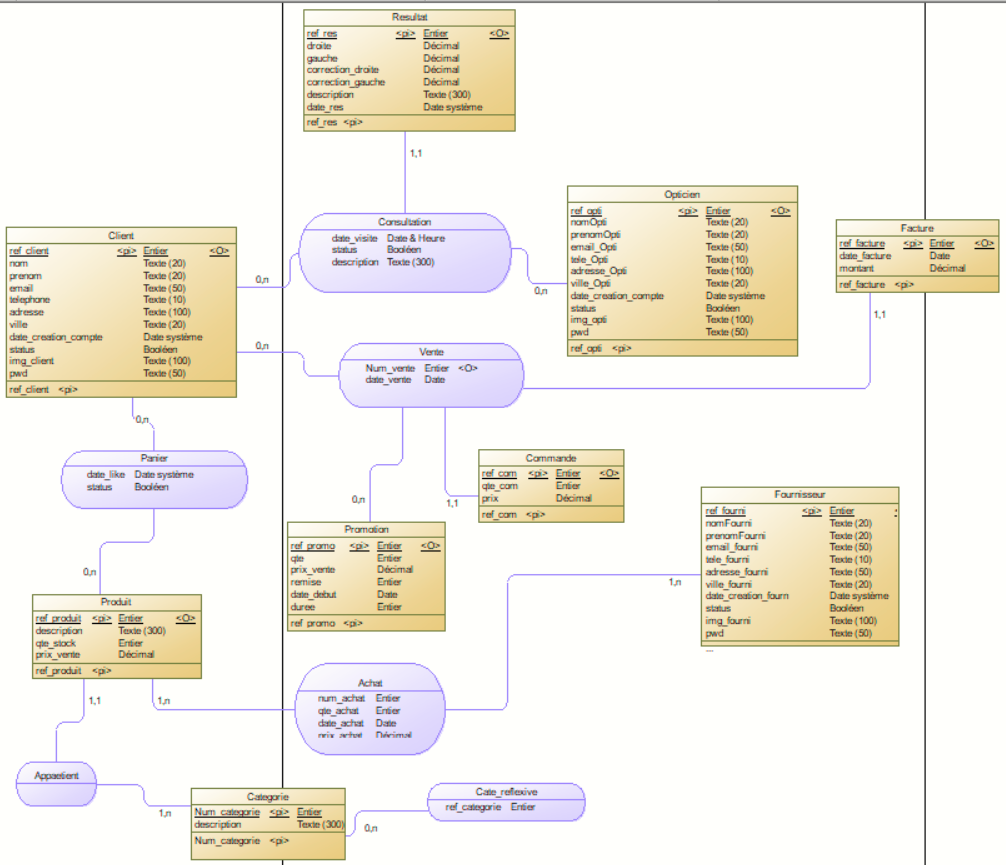 Resultat
ref_res <pi> Entier <O>
droite Décimal
gauche Décimal
correction_droite Décimal
correction_gauche Décimal
description Texte (300)
date_res Date système
ref_res <pi>
1,1
Consultation
date_visite Date & Heure
status Booléen
description Texte (300)
0,n
0,n
Opticien
ref_opti <pi> Entier <O>
nomOpti Texte (20)
prenomOpti Texte (20)
email_Opti Texte (50)
tele_Opti Texte (10)
adresse_Opti Texte (100)
ville_Opti Texte (20)
date_creation_compte Date système
status Booléen
img_opti Texte (100)
pwd Texte (50)
ref_opti <pi>
Facture
ref_facture <pi> Entier <O>
date_facture Date
montant Décimal
ref_facture <pi>
1,1
Client
ref_client <pi> Entier <O>
nom Texte (20)
prenom Texte (20)
email Texte (50)
telephone Texte (10)
adresse Texte (100)
ville Texte (20)
date_creation_compte Date système
status Booléen
img_client Texte (100)
pwd Texte (50)
ref_client <pi>
0,n
Vente
Num_vente Entier <O>
date_vente Date
0,n
Panier
date_like Date système
status Booléen
0,n
Commande
ref_com <pi> Entier <O>
qte_com Entier
prix Décimal
ref_com <pi>
1,1
0,n
Promotion
ref_promo <pi> Entier <O>
qte Entier
prix_vente Décimal
remise Entier
date_debut Date
duree Entier
ref_promo <pi>
Fournisseur
ref_fourni <pi> Entier
nomFourni Texte (20)
prenomFourni Texte (20)
email_fourni Texte (50)
tele_fourni Texte (10)
adresse_fourni Texte (50)
ville_fourni Texte (20)
date_creation_fourn Date système
status Booléen
img_fourni Texte (100)
pwd Texte (50)
...
1,n
Produit
ref_produit <pi> Entier <O>
description Texte (300)
qte_stock Entier
prix_vente Décimal
ref_produit <pi>
1,1
1,n
Achat
num_achat Entier
qte_achat Entier
date_achat Date
prix_achat Décimal
Appaetient
1,n
Categorie
Num_categorie <pi> Entier
description Texte (300)
Num_categorie <pi>
0,n
Cate_reflexive
ref_categorie Entier